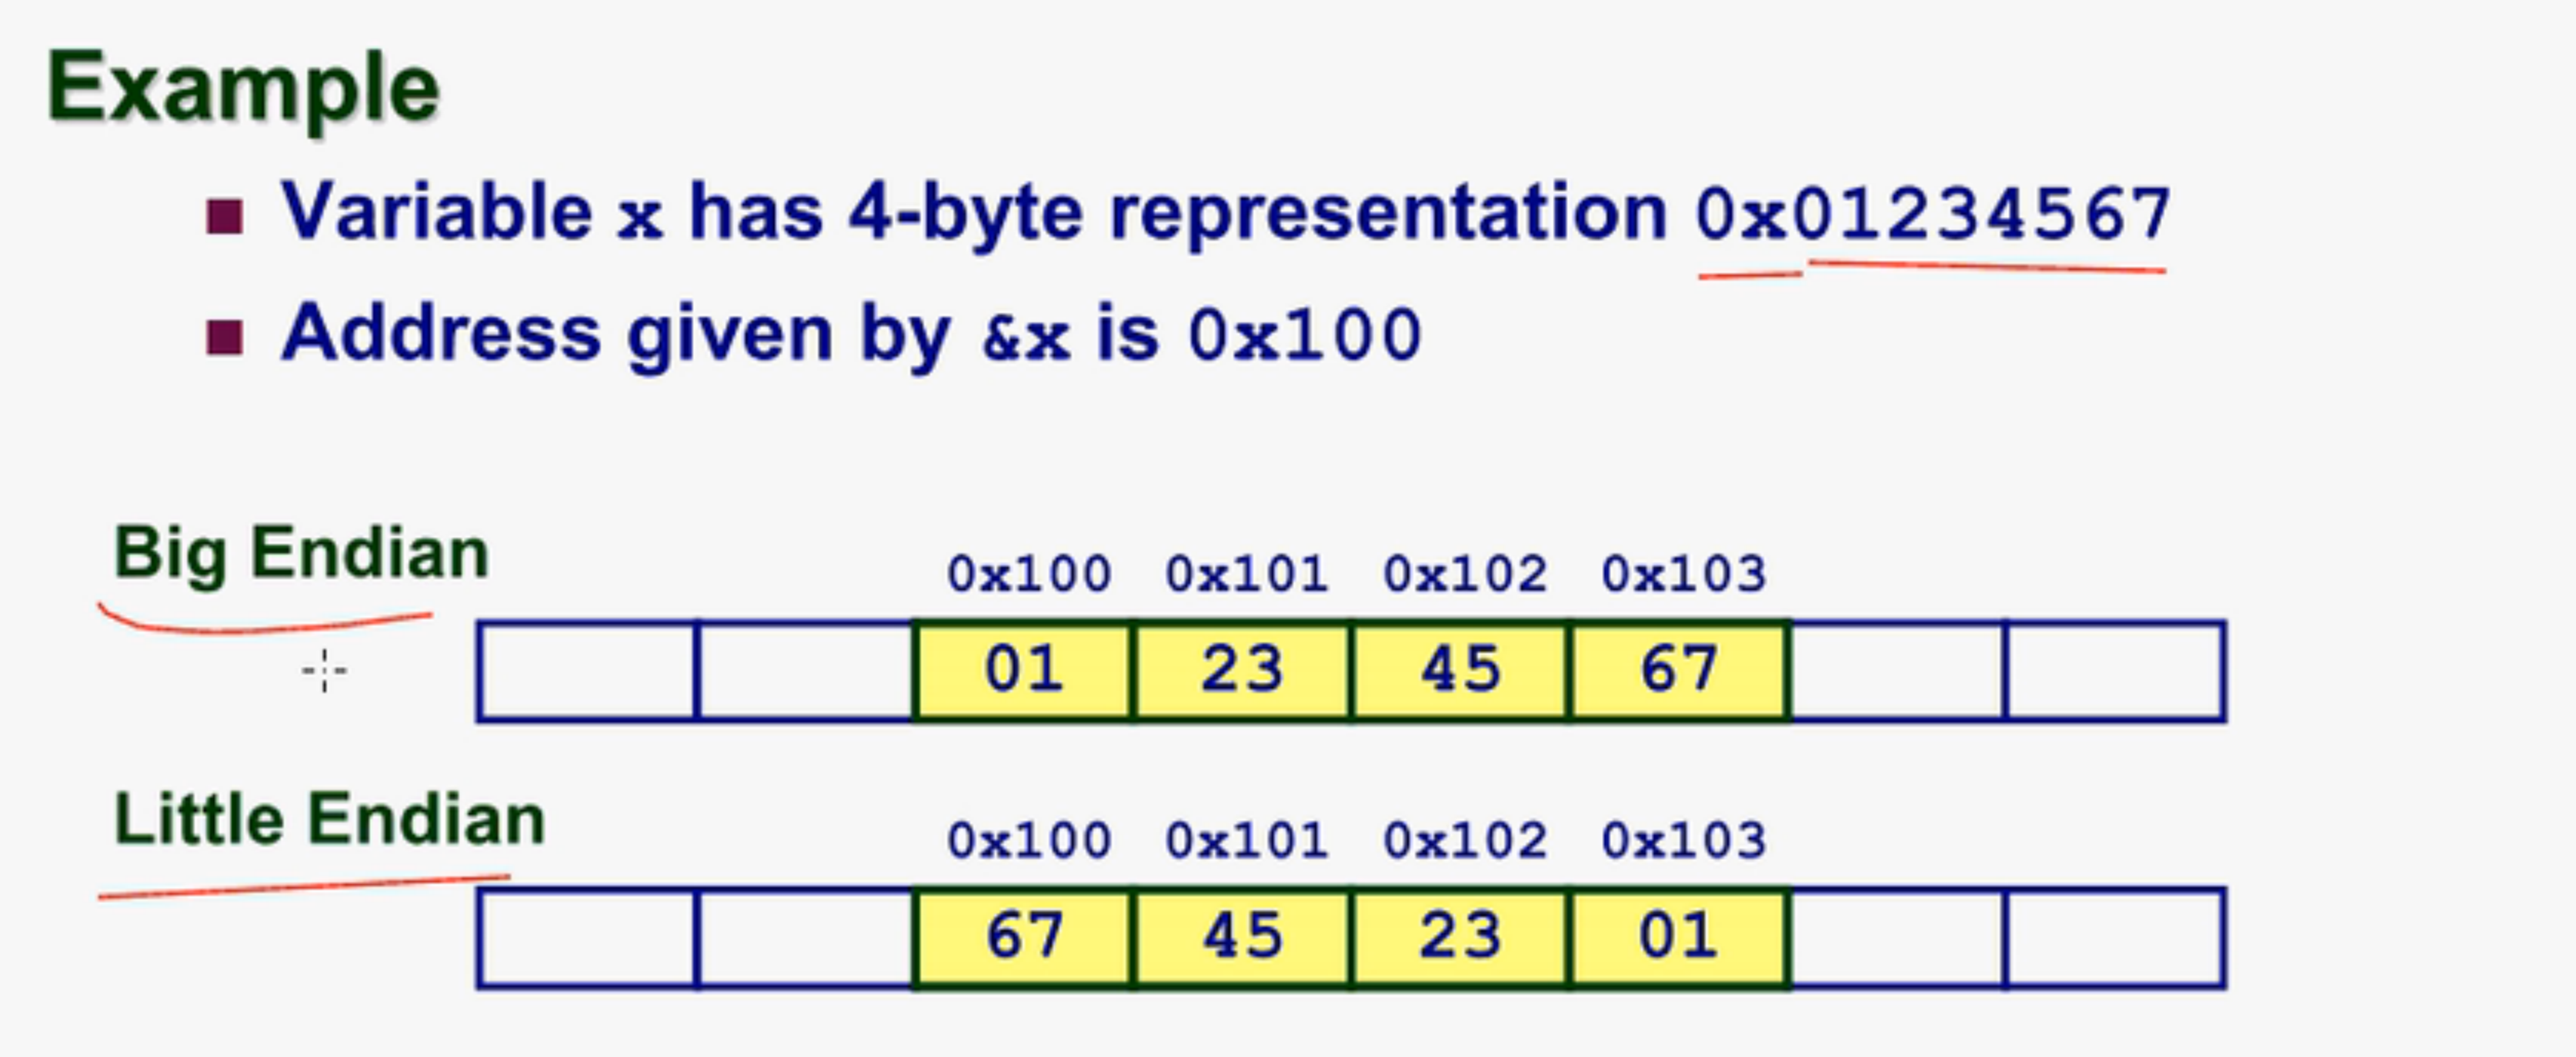 Example
Variable x has 4-byte representation 0x01234567
Address given by &x is 0x100
Big Endian
0x100 0x101 0x102 0x103
01 23 45 67
Little Endian
0x100 0x101 0x102 0x103
67 45 23 01